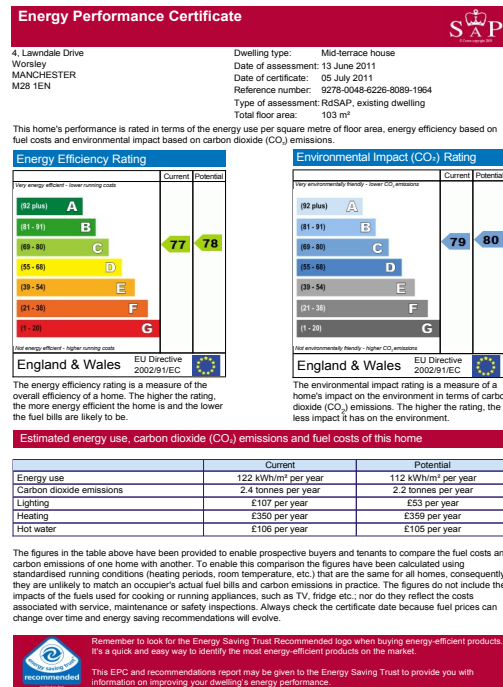 Energy Performance Certificate
SAP
4, Lawndale Drive
Worsley
MANCHESTER
M28 1EN
Dwelling type: Mid-terrace house
Date of assessment: 13 June 2011
Date of certificate: 05 July 2011
Reference number: 9278-0048-6226-8089-1964
Type of assessment: RdSAP, existing dwelling
Total floor area: 103 m²
This home's performance is rated in terms of the energy use per square metre of floor area, energy efficiency based on
fuel costs and environmental impact based on carbon dioxide (CO₂) emissions.
Energy Efficiency Rating
Current Potential
Very energy efficient - lower running costs
(92 plus) A
(81 - 91) B
(69 - 80) C
(55 - 68) D
(39 - 54) E
(21 - 38) F
(1 - 20) G
77 78
Not energy efficient - higher running costs
England & Wales EU Directive
2002/91/EC
The energy efficiency rating is a measure of the
overall efficiency of a home. The higher the rating,
the more energy efficient the home is and the lower
the fuel bills are likely to be.
Environmental Impact (CO₂) Rating
Current Potential
Very environmentally friendly - lower CO₂ emissions
(92 plus) A
(81 - 91) B
(69 - 80) C
(55 - 68) D
(39 - 54) E
(21 - 38) F
(1 - 20) G
79 80
Not environmentally friendly - higher CO₂ emissions
England & Wales EU Directive
2002/91/EC
The environmental impact rating is a measure of a
home's impact on the environment in terms of carbo
dioxide (CO₂) emissions. The higher the rating, the
less impact it has on the environment.
Estimated energy use, carbon dioxide (CO₂) emissions and fuel costs of this home
Current Potential
Energy use 122 kWh/m² per year 112 kWh/m² per year
Carbon dioxide emissions 2.4 tonnes per year 2.2 tonnes per year
Lighting £107 per year £53 per year
Heating £350 per year £359 per year
Hot water £106 per year £105 per year
The figures in the table above have been provided to enable prospective buyers and tenants to compare the fuel costs an
carbon emissions of one home with another. To enable this comparison the figures have been calculated using
standardised running conditions (heating periods, room temperature, etc.) that are the same for all homes, consequently
they are unlikely to match an occupier's actual fuel bills and carbon emissions in practice. The figures do not include the
impacts of the fuels used for cooking or running appliances, such as TV, fridge etc.; nor do they reflect the costs
associated with service, maintenance or safety inspections. Always check the certificate date because fuel prices can
change over time and energy saving recommendations will evolve.
energy saving trust
recommended
Remember to look for the Energy Saving Trust Recommended logo when buying energy-efficient products.
It's a quick and easy way to identify the most energy-efficient products on the market.
This EPC and recommendations report may be given to the Energy Saving Trust to provide you with
information on improving your dwelling's energy performance.